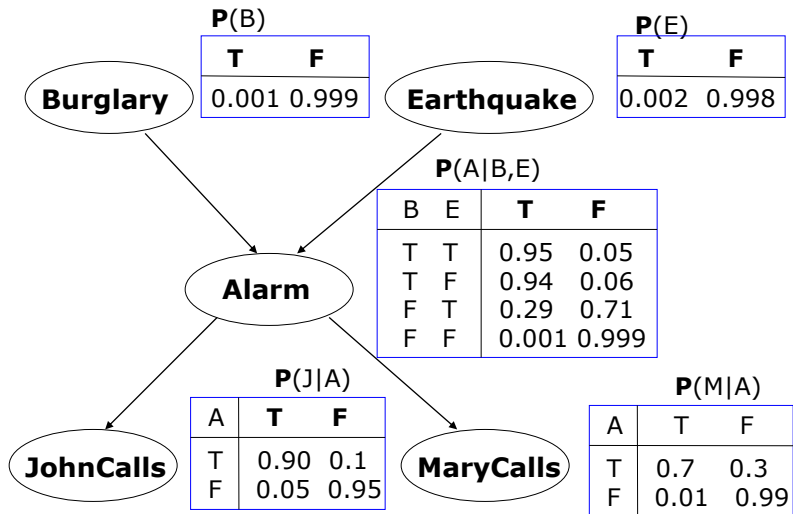 P(B)
T F
0.001 0.999
Burglary
P(E)
T F
0.002 0.998
Earthquake
P(A|B,E)
B E T F
T T 0.95 0.05
T F 0.94 0.06
F T 0.29 0.71
F F 0.001 0.999
Alarm
P(J|A)
A T F
T 0.90 0.1
F 0.05 0.95
JohnCalls
P(M|A)
A T F
T 0.7 0.3
F 0.01 0.99
MaryCalls